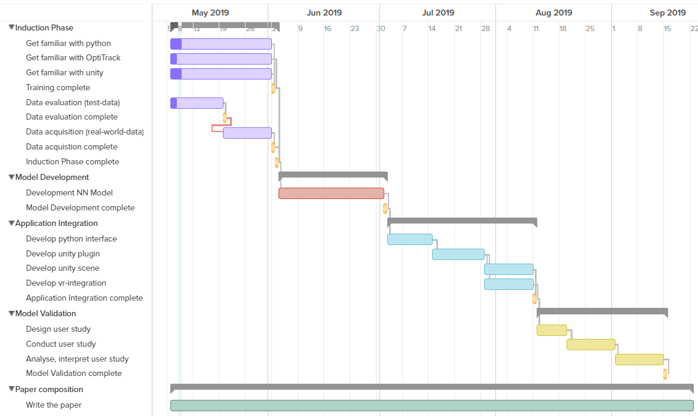 May 2019 Jun 2019 Jul 2019 Aug 2019 Sep 2019
12 26 9 16 23 30 7 14 21 28 4 11 18 25 1 8 15 22
Induction Phase
Get familiar with python
Get familiar with OptiTrack
Get familiar with unity
Training complete
Data evaluation (test-data)
Data evaluation complete
Data acquisition (real-world-data)
Data acquistion complete
Induction Phase complete
Model Development
Development NN Model
Model Development complete
Application Integration
Develop python interface
Develop unity plugin
Develop unity scene
Develop vr-integration
Application Integration complete
Model Validation
Design user study
Conduct user study
Analyse, interpret user study
Model Validation complete
Paper composition
Write the paper